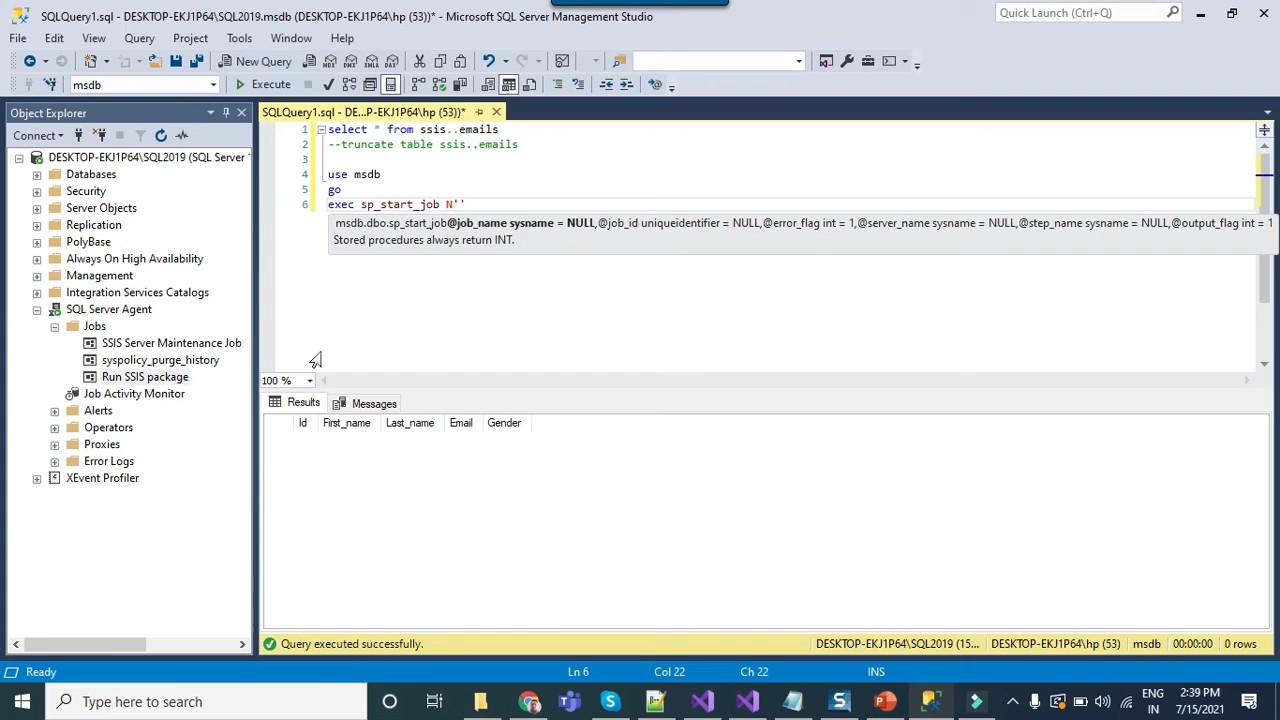 SQLQuery1.sql - DESKTOP-EKJ1P64\SQL2019.msdb (DESKTOP-EKJ1P64\hp (53))* - Microsoft SQL Server Management Studio
Quick Launch (Ctrl+Q)
File Edit View Query Project Tools Window Help
New Query
msdb Execute
Object Explorer
SQLQuery1.sql - DE...P-EKJ1P64\hp (53))*
Connect
DESKTOP-EKJ1P64\SQL2019 (SQL Server
Databases
Security
Server Objects
Replication
PolyBase
Always On High Availability
Management
Integration Services Catalogs
SQL Server Agent
Jobs
SSIS Server Maintenance Job
syspolicy_purge_history
Run SSIS package
Job Activity Monitor
Alerts
Operators
Proxies
Error Logs
XEvent Profiler
1 select * from ssis..emails
2 --truncate table ssis..emails
3
4 use msdb
5 go
6 exec sp_start_job N''
msdb.dbo.sp_start_job@job_name sysname = NULL,@job_id uniqueidentifier = NULL,@error_flag int = 1,@server_name sysname = NULL,@step_name sysname = NULL,@output_flag int = 1
Stored procedures always return INT.
100 %
Results Messages
Id First_name Last_name Email Gender
Query executed successfully. DESKTOP-EKJ1P64\SQL2019 (15... DESKTOP-EKJ1P64\hp (53) msdb 00:00:00 0 rows
Ready Ln 6 Col 22 Ch 22 INS
Type here to search
ENG
IN
2:39 PM
7/15/2021